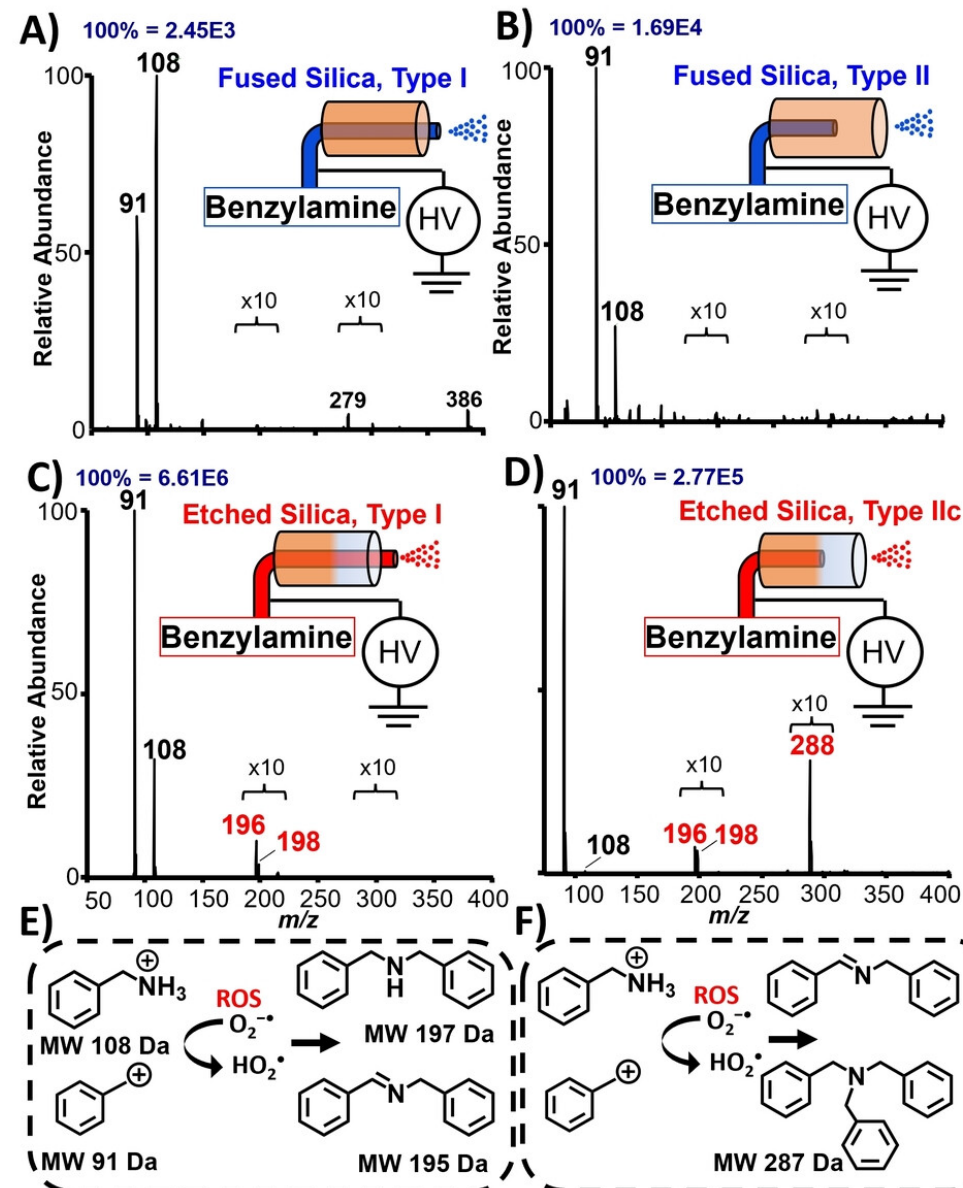 A)
100% = 2.45E3
Fused Silica, Type I
Relative Abundance
100
50
0
108
91
Benzylamine
HV
x10
x10
279
386
B)
100% = 1.69E4
Fused Silica, Type II
Relative Abundance
100
50
0
91
108
Benzylamine
HV
x10
x10
C)
100% = 6.61E6
Etched Silica, Type I
Relative Abundance
100
50
0
91
108
Benzylamine
HV
x10
x10
196
198
50 100 150 200 250 300 350 400
m/z
D)
100% = 2.77E5
Etched Silica, Type IIc
91
Benzylamine
HV
x10
288
x10
108
196
198
100 150 200 250 300 350 400
m/z
E)
NH3
MW 108 Da
ROS
O2−•
HO2•
N
H
MW 197 Da
MW 91 Da
N
MW 195 Da
F)
NH3
ROS
O2−•
HO2•
N
N
MW 287 Da